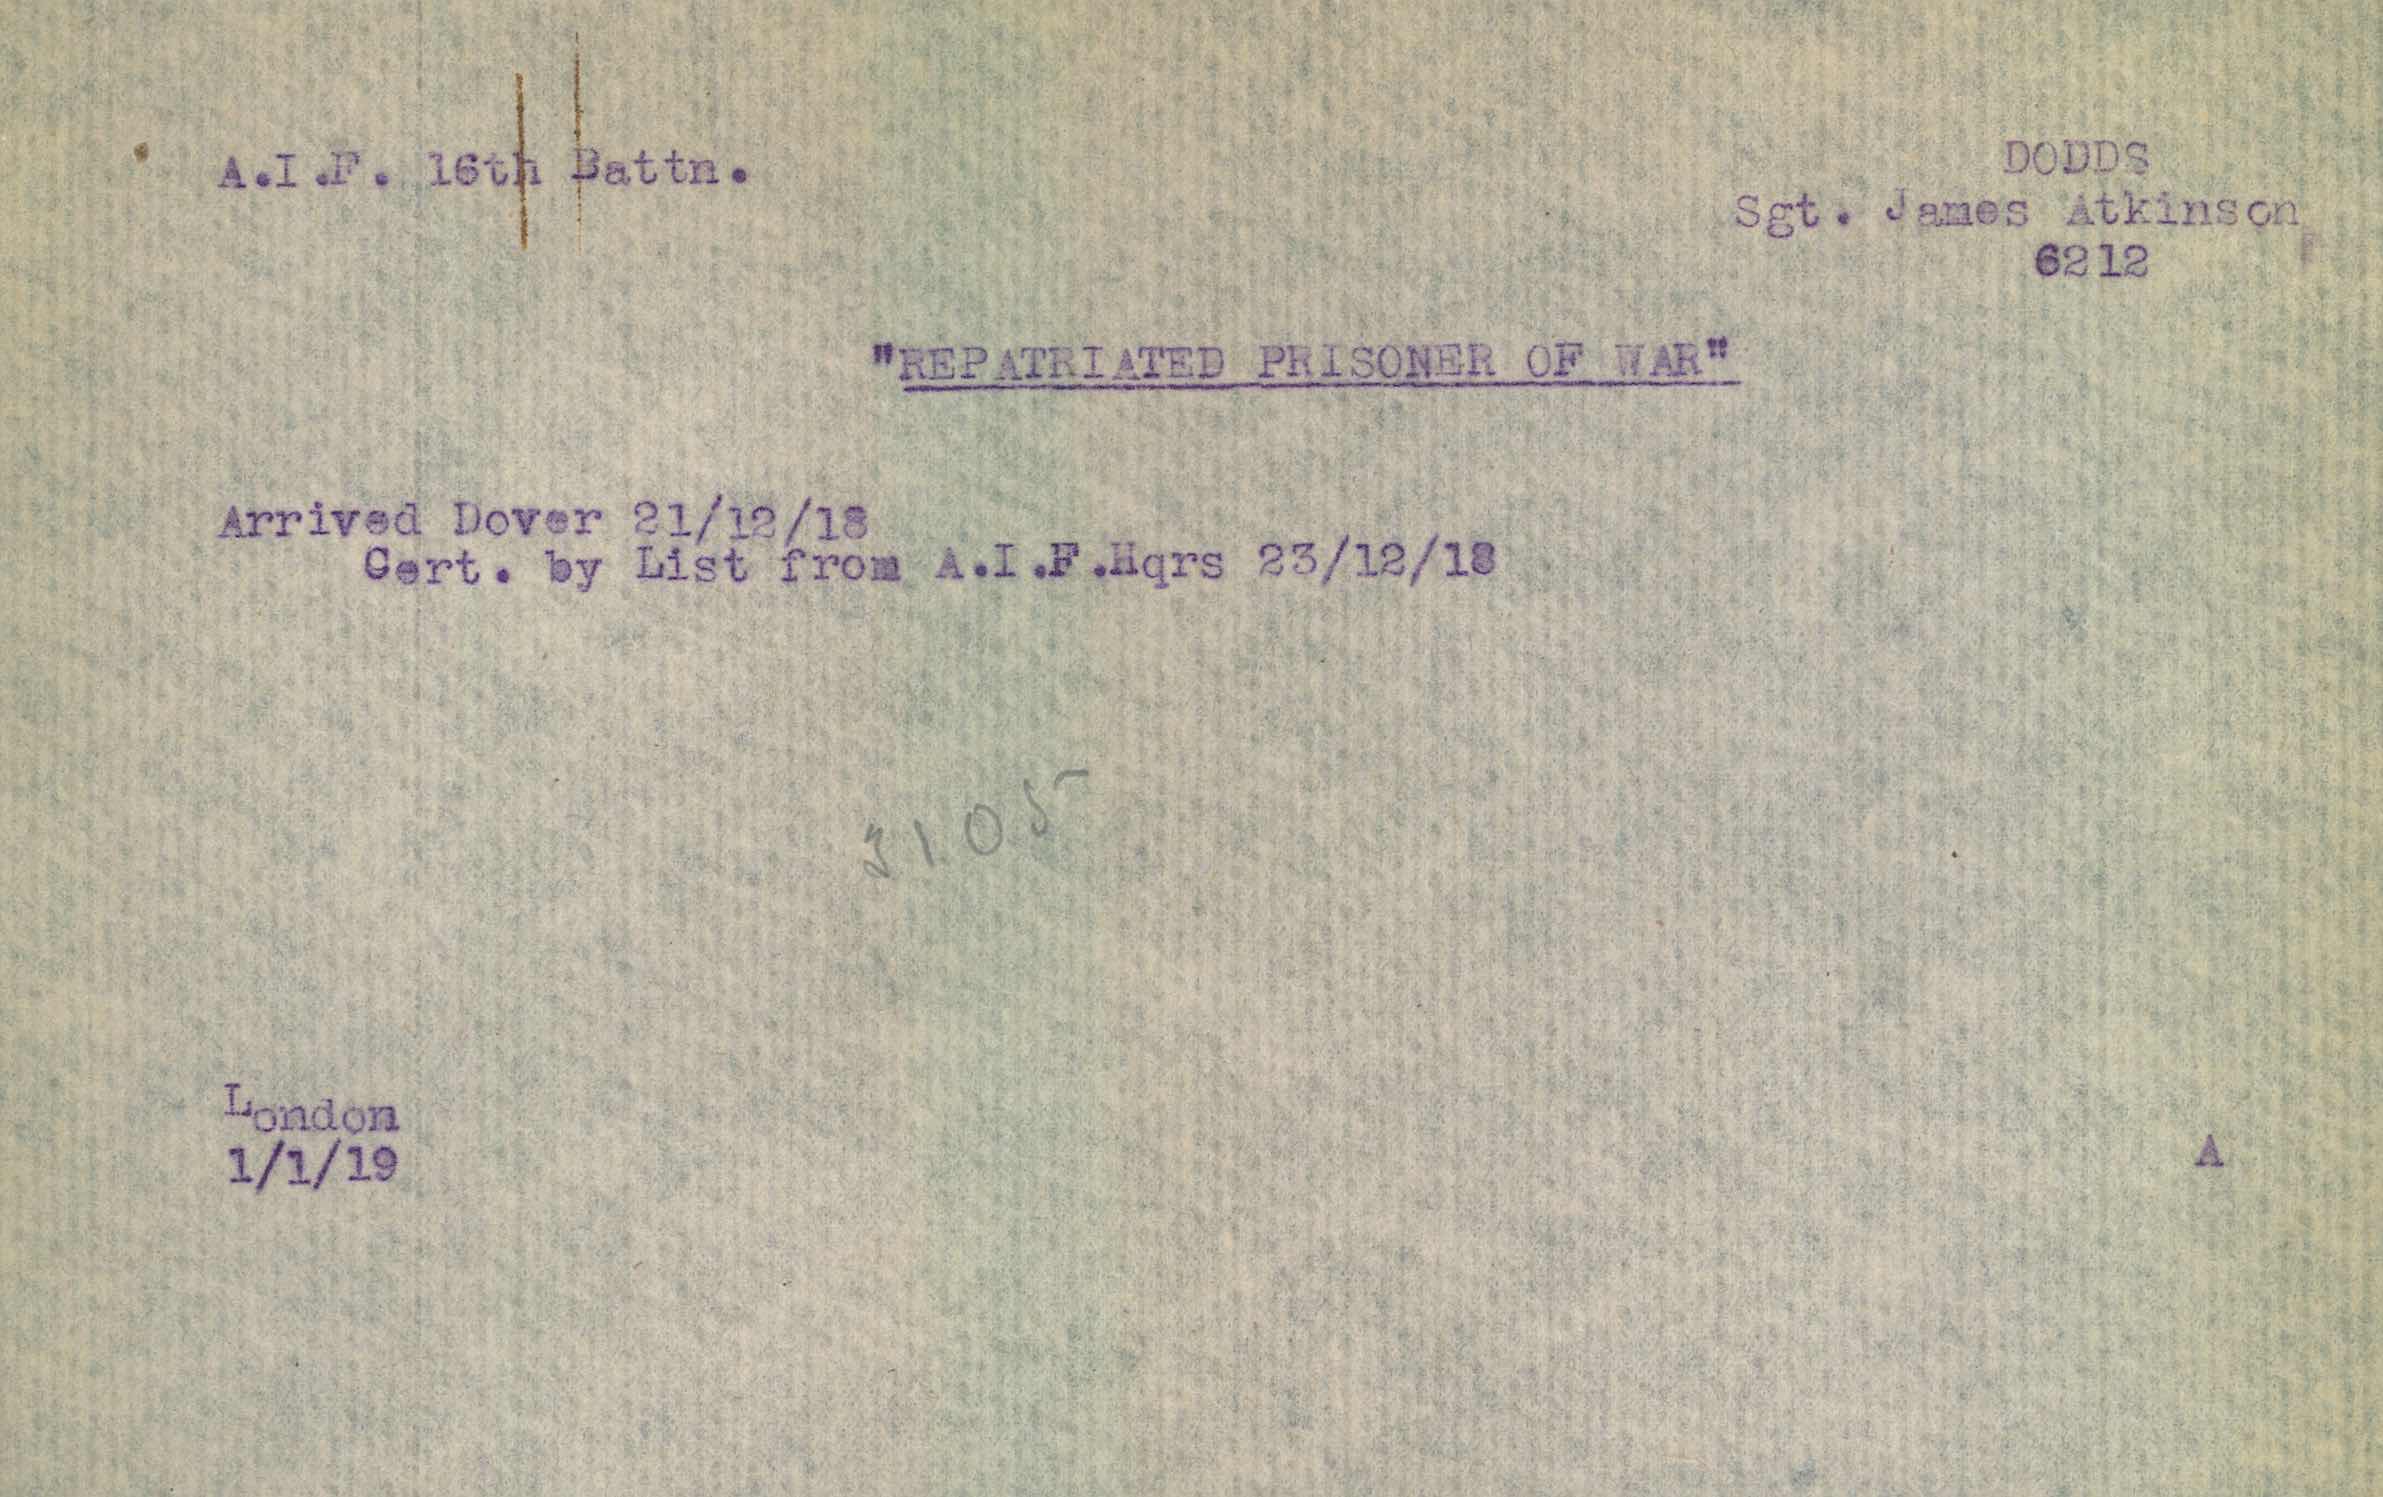 A.I.F. 16th Battn.
DODDS
Sgt. James Atkinson
6212
"REPATRIATED PRISONER OF WAR"
Arrived Dover 21/12/18
Cert. by List from A.I.F.Hqrs 23/12/18
3105
London
1/1/19
A